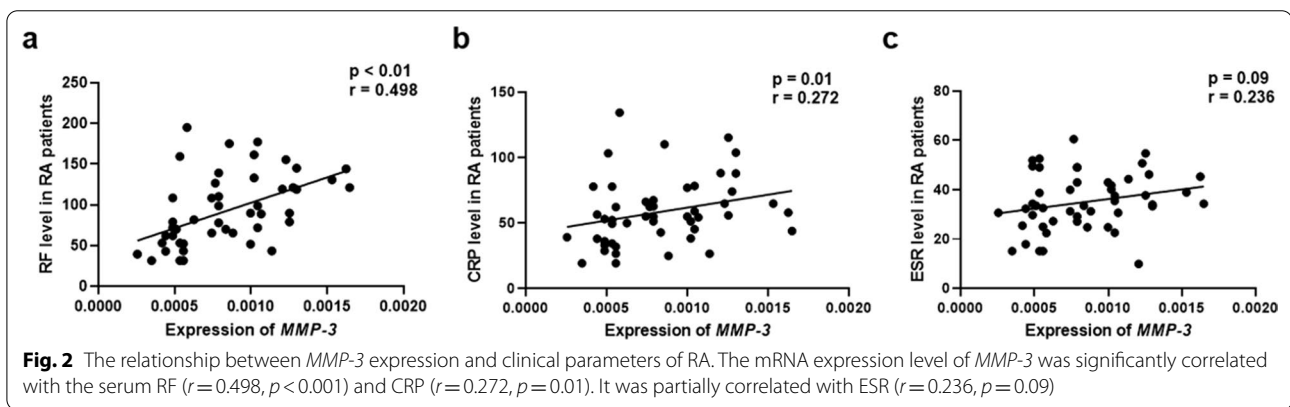 a
p < 0.01
r = 0.498
RF level in RA patients
250
200
150
100
50
0
0.0000 0.0005 0.0010 0.0015 0.0020
Expression of MMP-3
b
p = 0.01
r = 0.272
CRP level in RA patients
150
100
50
0
0.0000 0.0005 0.0010 0.0015 0.0020
Expression of MMP-3
c
p = 0.09
r = 0.236
ESR level in RA patients
80
60
40
20
0
0.0000 0.0005 0.0010 0.0015 0.0020
Expression of MMP-3
Fig. 2 The relationship between MMP-3 expression and clinical parameters of RA. The mRNA expression level of MMP-3 was significantly correlated
with the serum RF (r = 0.498, p < 0.001) and CRP (r = 0.272, p = 0.01). It was partially correlated with ESR (r = 0.236, p = 0.09)